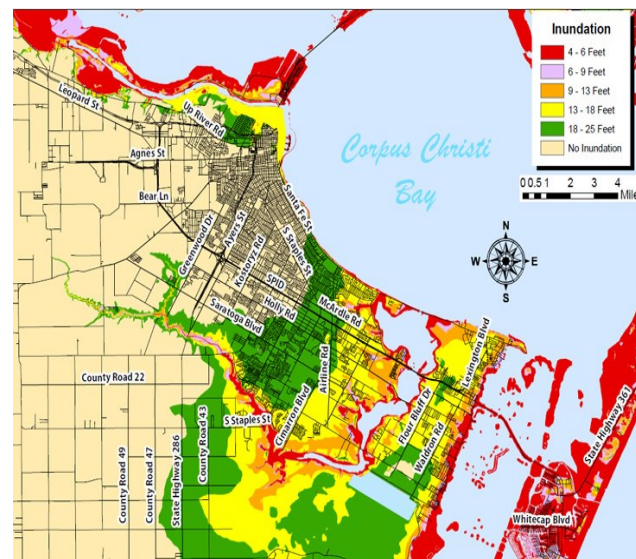 Inundation
4 - 6 Feet
6 - 9 Feet
9 - 13 Feet
13 - 18 Feet
18 - 25 Feet
No Inundation
0 0.5 1 2 3 4
Mile
Leopard St
Up River Rd
Corpus Christi
Bay
Agnes St
Bear Ln
Greenwood Dr
Ayers St
Kostoryz Rd
Santa Fe St
S Staples St
SPID
N
W
E
S
Saratoga Blvd
Holly Rd
McArdle Rd
Lexington Blvd
County Road 22
Airline Rd
Cimarron Blvd
Flour Bluff Dr
Waldron Rd
State Highway 361
S Staples St
County Road 43
State Highway 286
County Road 47
County Road 49
Whitecap Blvd